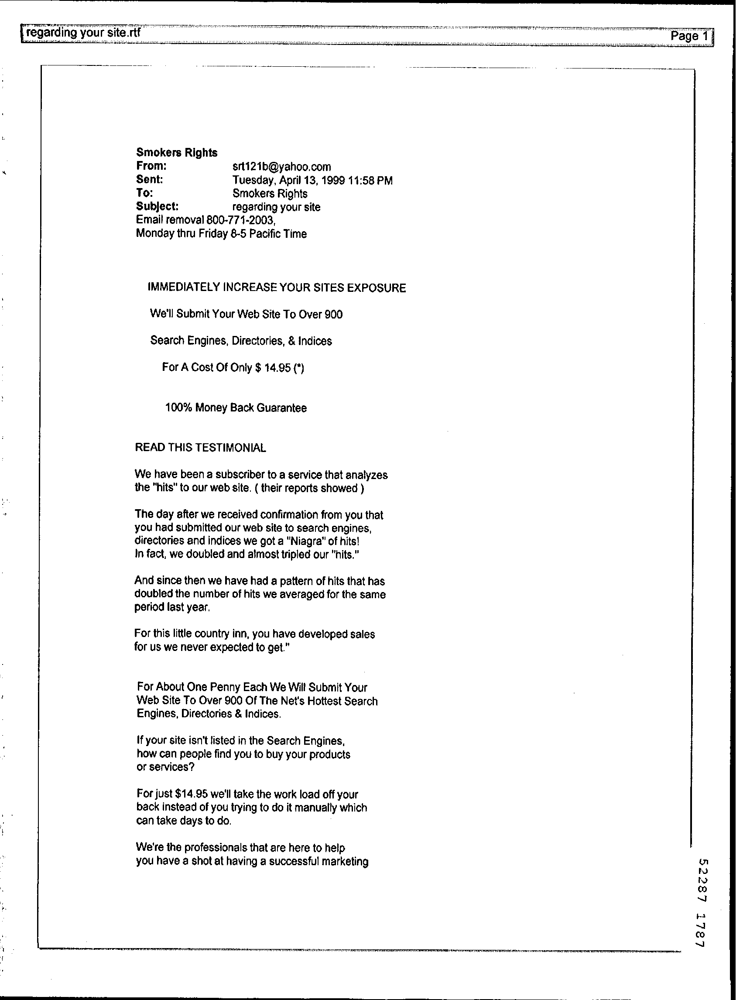 regarding your site.rtf
Page 1
Smokers Rights
From: srt121b@yahoo.com
Sent: Tuesday, April 13, 1999 11:58 PM
To: Smokers Rights
Subject: regarding your site
Email removal 800-771-2003,
Monday thru Friday 8-5 Pacific Time
IMMEDIATELY INCREASE YOUR SITES EXPOSURE
We'll Submit Your Web Site To Over 900
Search Engines, Directories, & Indices
For A Cost Of Only $ 14.95 (*)
100% Money Back Guarantee
READ THIS TESTIMONIAL
We have been a subscriber to a service that analyzes
the "hits" to our web site. ( their reports showed )
The day after we received confirmation from you that
you had submitted our web site to search engines,
directories and indices we got a "Niagra" of hits!
In fact, we doubled and almost tripled our "hits."
And since then we have had a pattern of hits that has
doubled the number of hits we averaged for the same
period last year.
For this little country inn, you have developed sales
for us we never expected to get."
For About One Penny Each We Will Submit Your
Web Site To Over 900 Of The Net's Hottest Search
Engines, Directories & Indices.
If your site isn't listed in the Search Engines,
how can people find you to buy your products
or services?
For just $14.95 we'll take the work load off your
back instead of you trying to do it manually which
can take days to do.
We're the professionals that are here to help
you have a shot at having a successful marketing
52287 1787